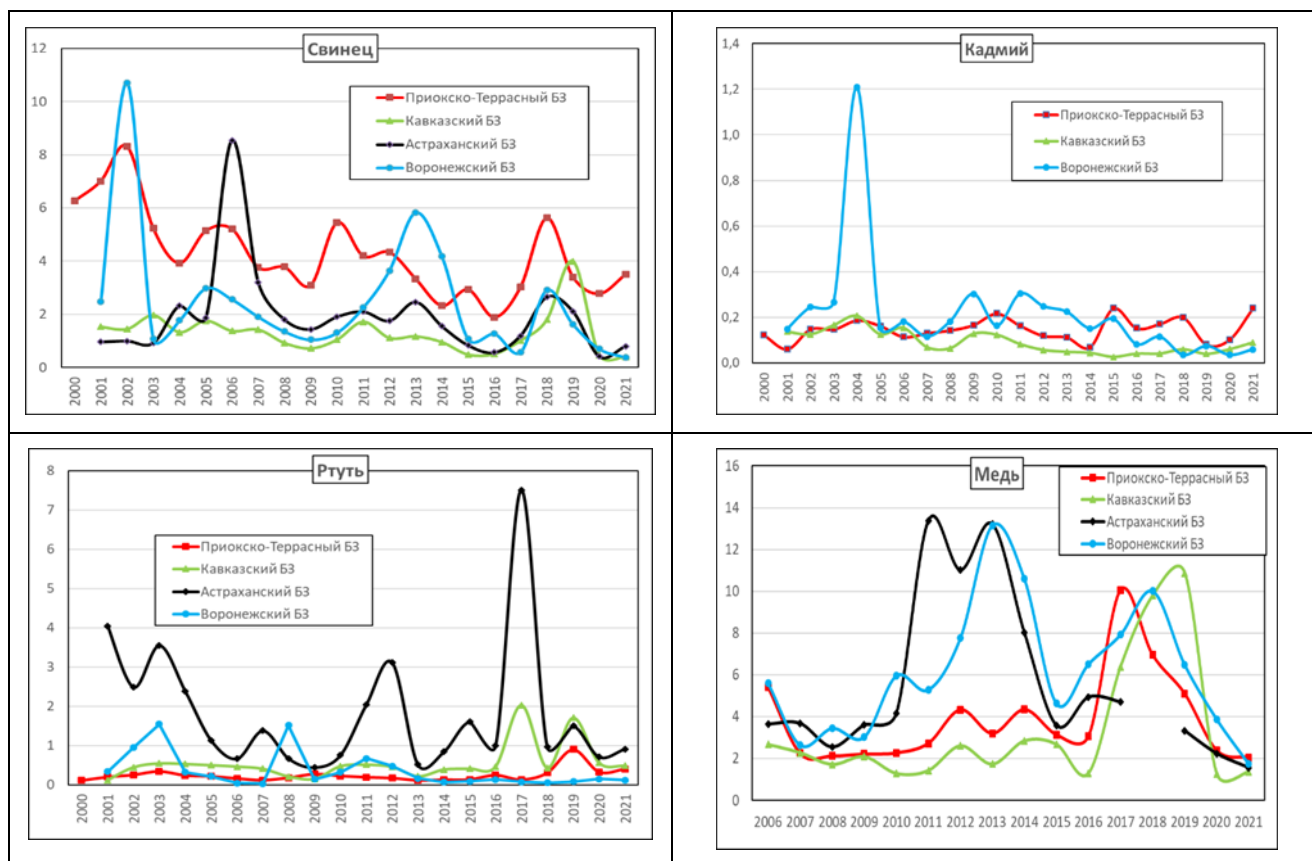 Свинец
12
10
8
6
4
2
0
Приокско-Террасный БЗ
Кавказский БЗ
Астраханский БЗ
Воронежский БЗ
2000 2001 2002 2003 2004 2005 2006 2007 2008 2009 2010 2011 2012 2013 2014 2015 2016 2017 2018 2019 2020 2021
Кадмий
1,4
1,2
1,0
0,8
0,6
0,4
0,2
0,0
Приокско-Террасный БЗ
Кавказский БЗ
Воронежский БЗ
2000 2001 2002 2003 2004 2005 2006 2007 2008 2009 2010 2011 2012 2013 2014 2015 2016 2017 2018 2019 2020 2021
Ртуть
8
7
6
5
4
3
2
1
0
Приокско-Террасный БЗ
Кавказский БЗ
Астраханский БЗ
Воронежский БЗ
2000 2001 2002 2003 2004 2005 2006 2007 2008 2009 2010 2011 2012 2013 2014 2015 2016 2017 2018 2019 2020 2021
Медь
16
14
12
10
8
6
4
2
0
Приокско-Террасный БЗ
Кавказский БЗ
Астраханский БЗ
Воронежский БЗ
2006 2007 2008 2009 2010 2011 2012 2013 2014 2015 2016 2017 2018 2019 2020 2021